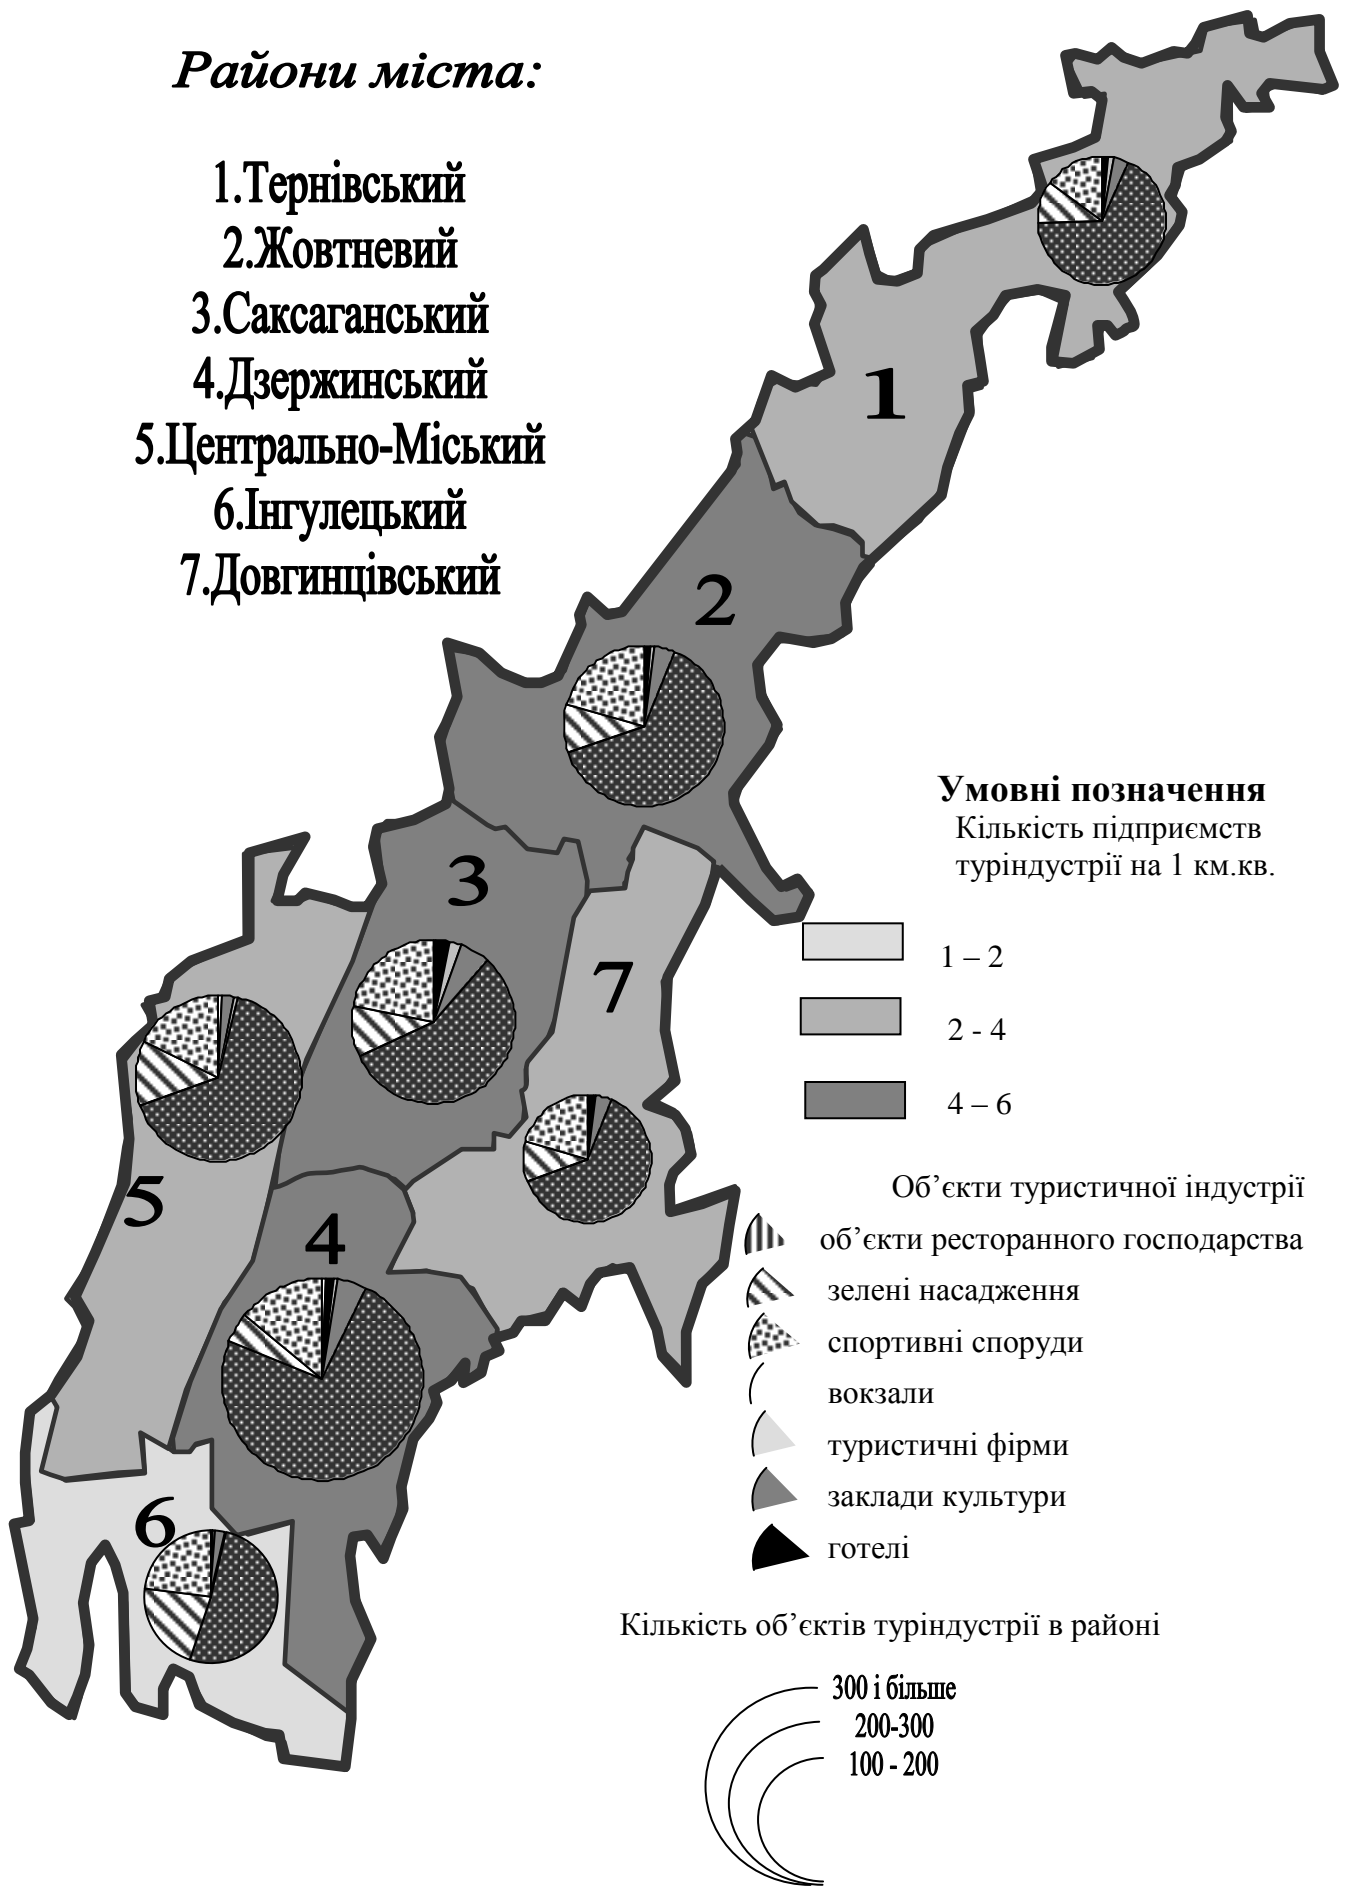 Райони міста:
1.Тернівський
2.Жовтневий
3.Саксаганський
4.Дзержинський
5.Центрально-Міський
6.Інгулецький
7.Довгинцівський
1
2
3
7
5
4
6
Умовні позначення
Кількість підприємств
туріндустрії на 1 км.кв.
1 – 2
2 - 4
4 – 6
Об’єкти туристичної індустрії
об’єкти ресторанного господарства
зелені насадження
спортивні споруди
вокзали
туристичні фірми
заклади культури
готелі
Кількість об’єктів туріндустрії в районі
300 і більше
200-300
100 - 200